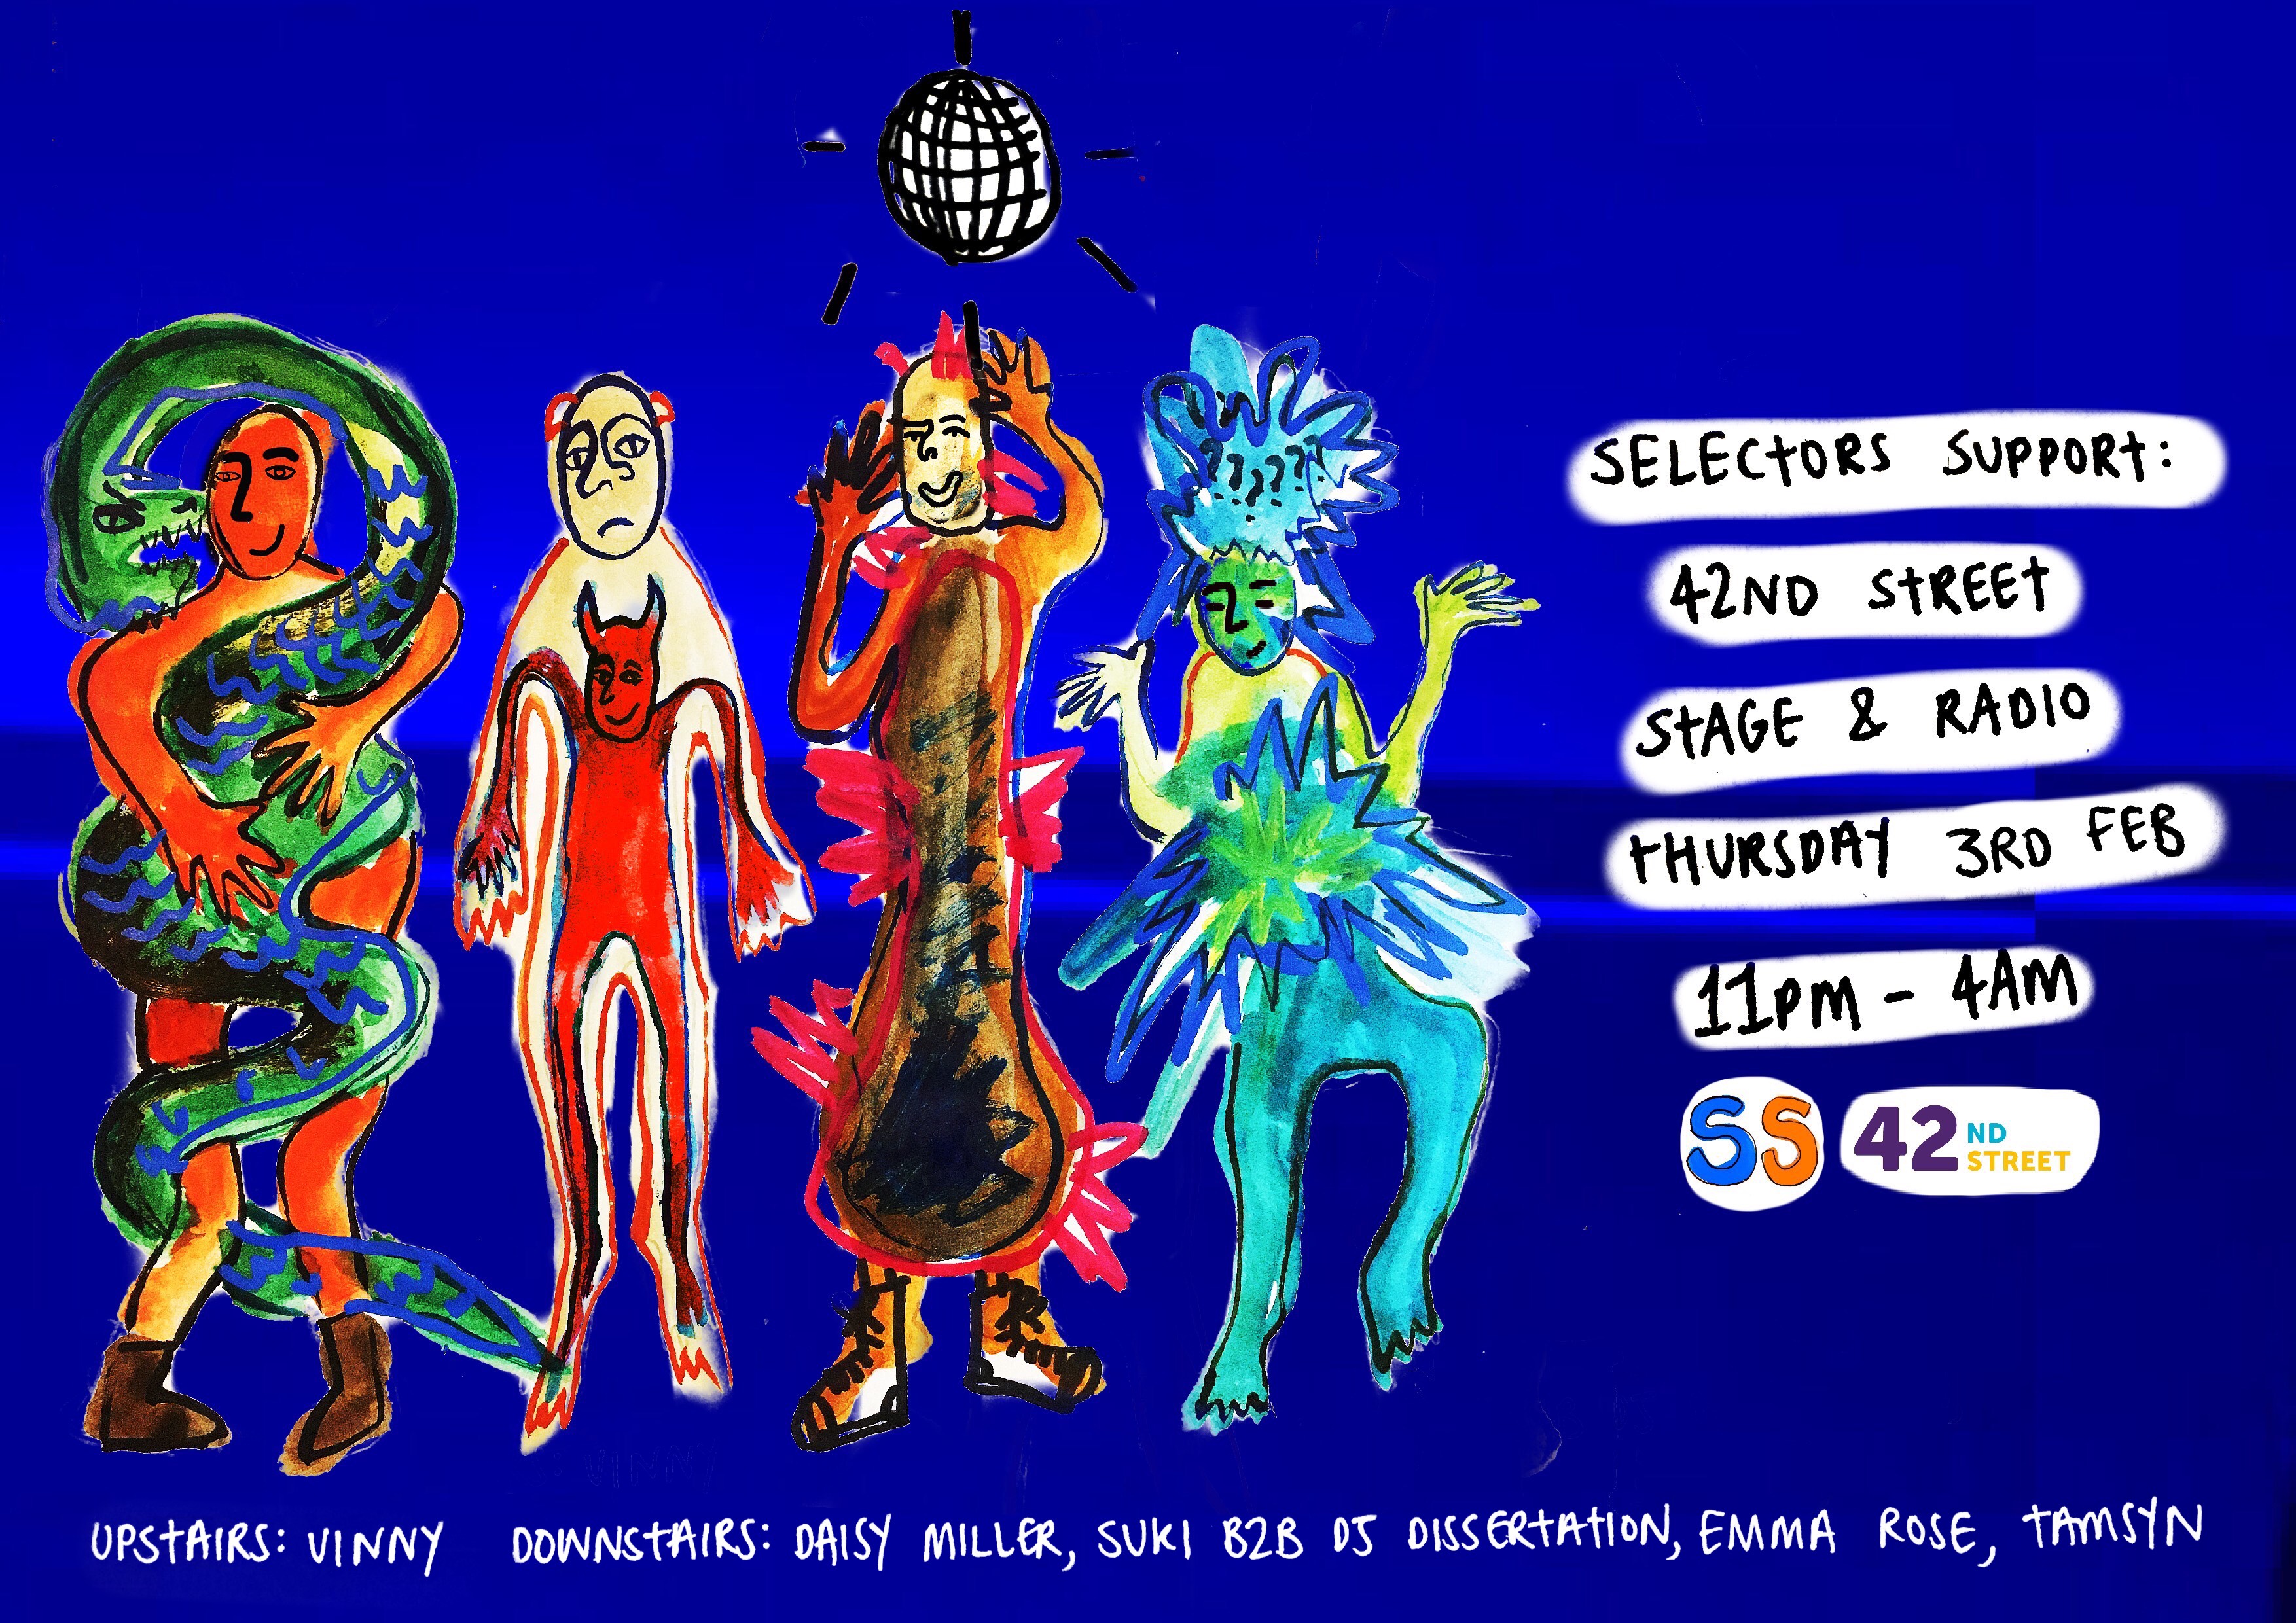 SELECTORS SUPPORT:
42ND STREET
STAGE & RADIO
THURSDAY 3RD FEB
11PM - 4AM
SS
42ND STREET
????
UPSTAIRS: VINNY DOWNSTAIRS: DAISY MILLER, SUKI B2B DJ DISSERTATION, EMMA ROSE, TAMSYN